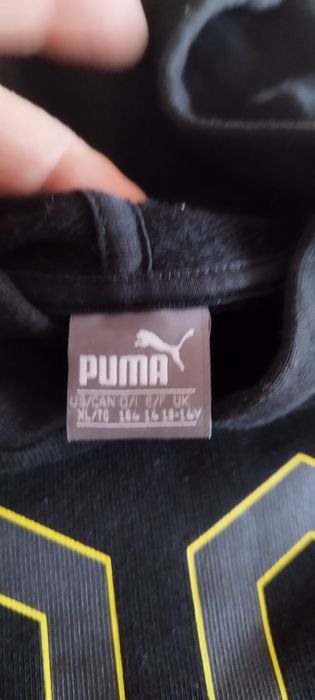 PUMA
US/CAN D/I E/F UK
XL/TG 164 14 13-14Y